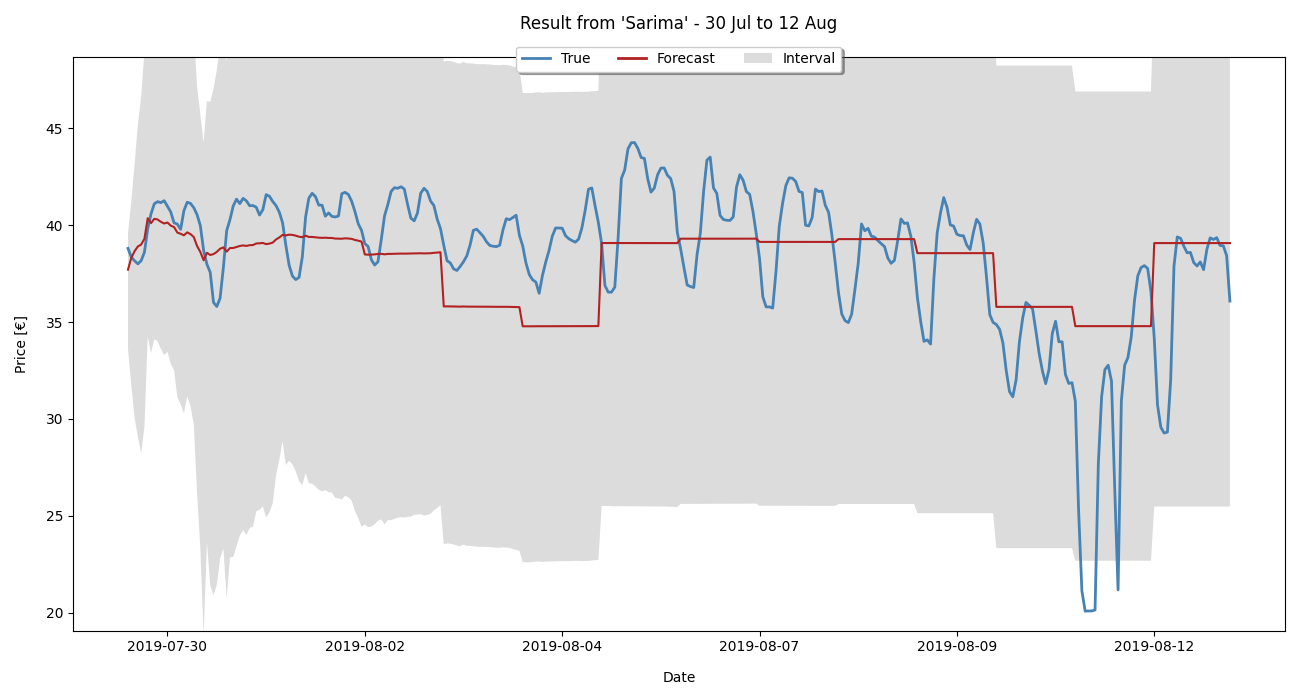 Result from 'Sarima' - 30 Jul to 12 Aug
True Forecast Interval
45
40
35
30
25
20
Price [€]
2019-07-30 2019-08-02 2019-08-04 2019-08-07 2019-08-09 2019-08-12
Date